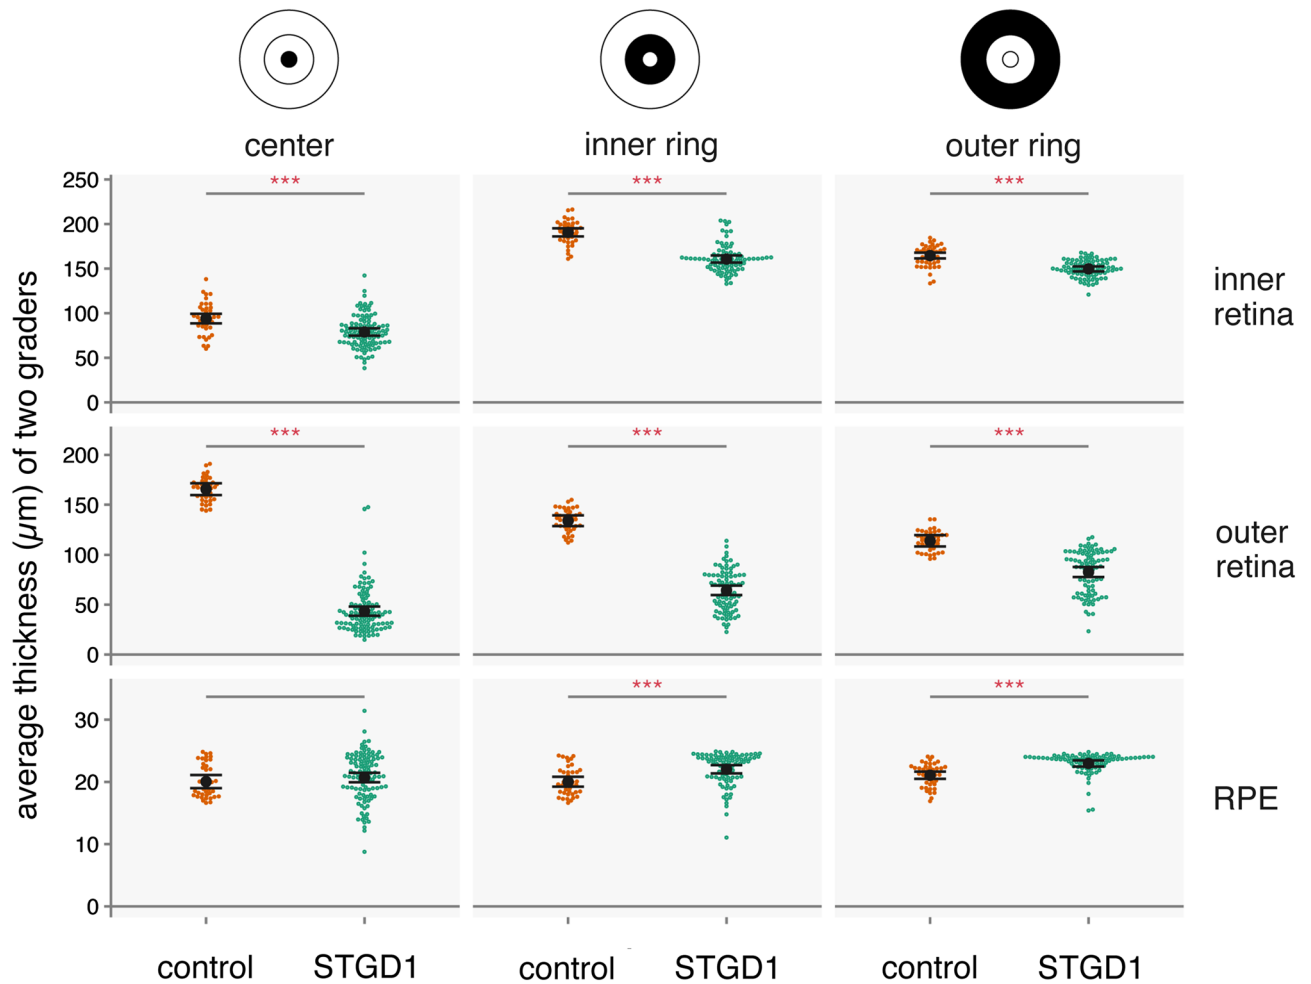 center inner ring outer ring
average thickness (µm) of two graders
250 *** *** ***
200
150
100
50
0
inner
retina
*** *** ***
200
150
100
50
0
outer
retina
*** ***
30
20
10
0
RPE
control STGD1 control STGD1 control STGD1